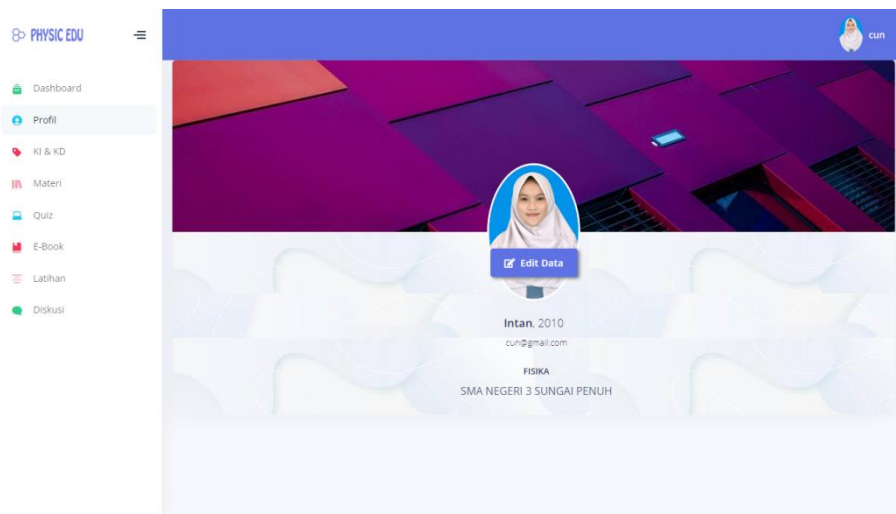 PHYSIC EDU
cun
Dashboard
Profil
KI & KD
Materi
Quiz
E-Book
Latihan
Diskusi
Edit Data
Intan, 2010
cun@gmail.com
FISIKA
SMA NEGERI 3 SUNGAI PENUH